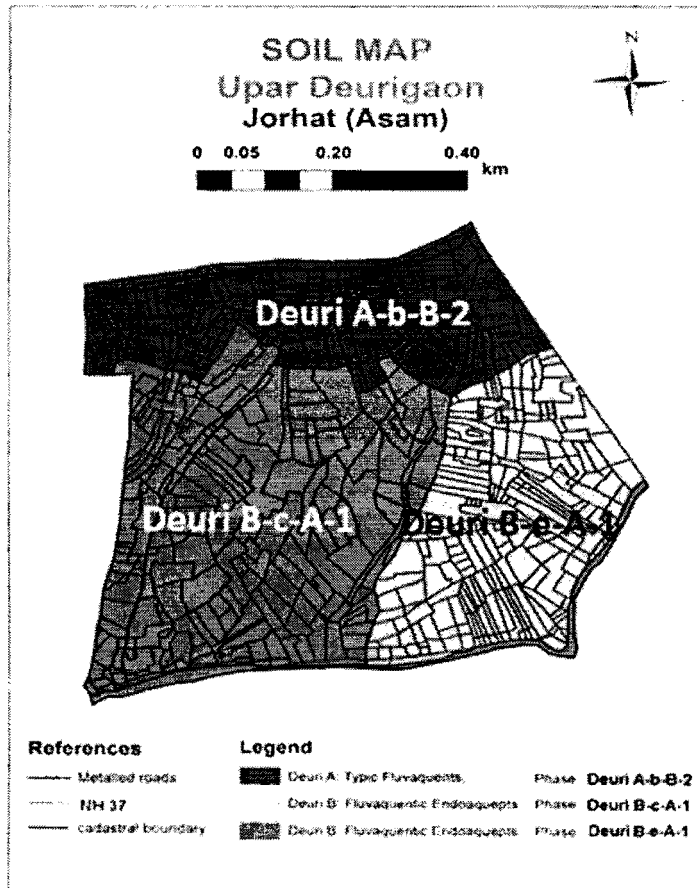 SOIL MAP
Upar Deurigaon
Jorhat (Asam)
N
0 0.05 0.20 0.40
km
Deuri A-b-B-2
Deuri B-c-A-1
Deuri-B-e-A-1
References
Metalled roads
NH 37
cadastral boundary
Legend
Deuri A: Typic Fluvaquents, Phase Deuri A-b-B-2
Deuri B: Fluvaquentic Endoaquepts Phase Deuri B-c-A-1
Deuri B: Fluvaquentic Endoaquepts Phase Deuri B-e-A-1